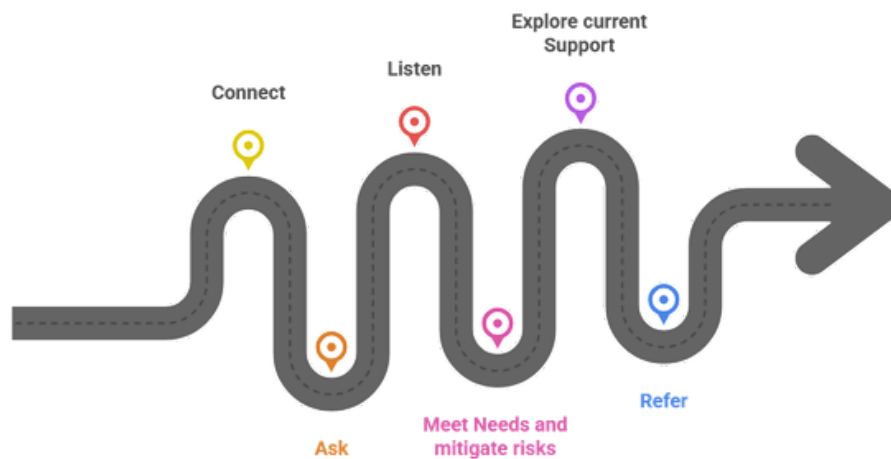 Connect
Ask
Listen
Meet Needs and
mitigate risks
Explore current
Support
Refer